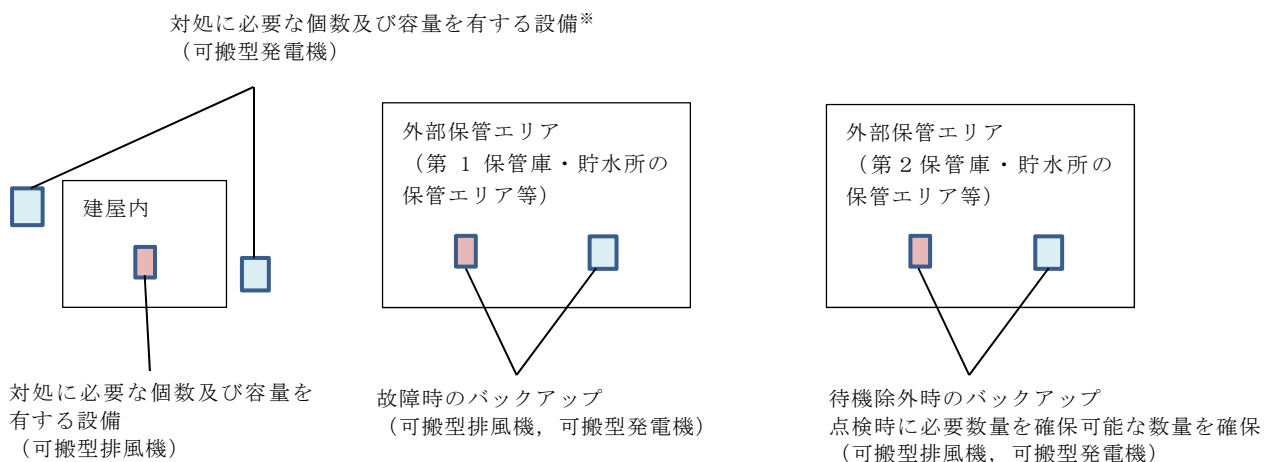 対処に必要な個数及び容量を有する設備※
（可搬型発電機）
建屋内
対処に必要な個数及び容量を
有する設備
（可搬型排風機）
外部保管エリア
（第 1 保管庫・貯水所の
保管エリア等）
故障時のバックアップ
（可搬型排風機，可搬型発電機）
外部保管エリア
（第２保管庫・貯水所の
保管エリア等）
待機除外時のバックアップ
点検時に必要数量を確保可能な数量を確保
（可搬型排風機，可搬型発電機）